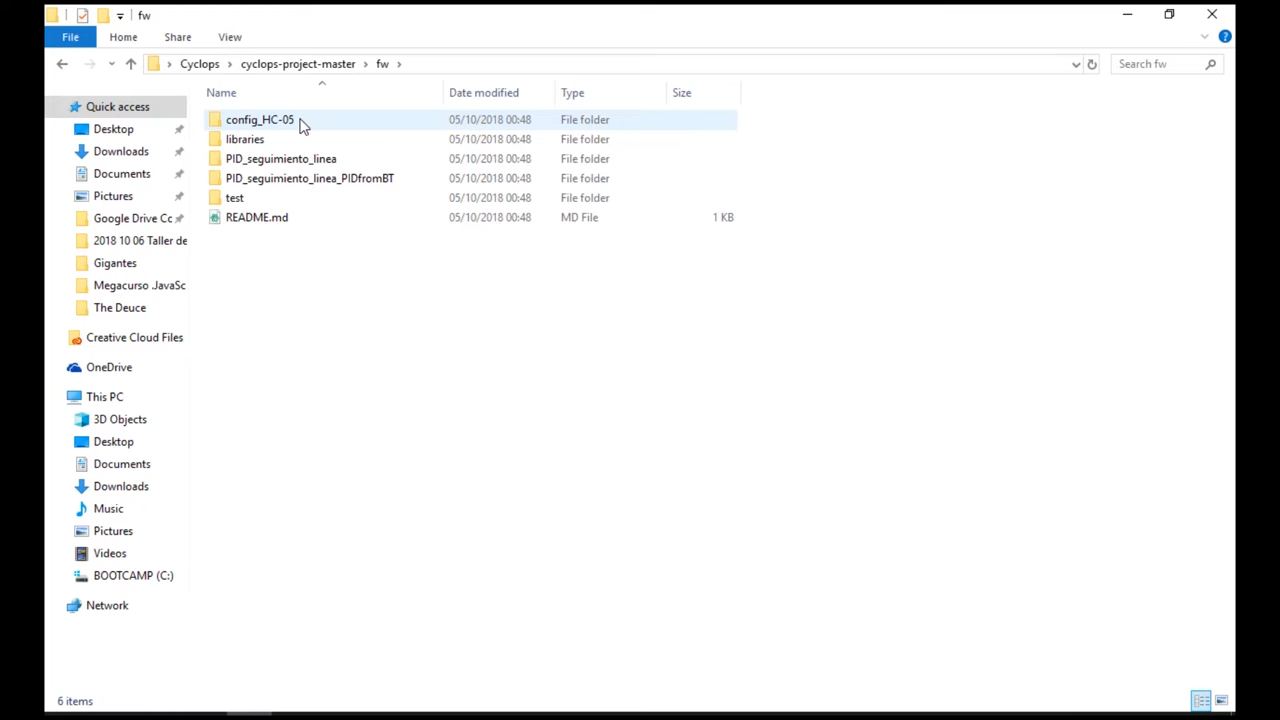 fw
File Home Share View
Cyclops cyclops-project-master fw Search fw
Name Date modified Type Size
Quick access
Desktop
Downloads
Documents
Pictures
Google Drive Cc
2018 10 06 Taller de
Gigantes
Megacurso JavaSc
The Deuce
Creative Cloud Files
OneDrive
This PC
3D Objects
Desktop
Documents
Downloads
Music
Pictures
Videos
BOOTCAMP (C:)
Network
config_HC-05 05/10/2018 00:48 File folder
libraries 05/10/2018 00:48 File folder
PID_seguimiento_linea 05/10/2018 00:48 File folder
PID_seguimiento_linea_PIDfromBT 05/10/2018 00:48 File folder
test 05/10/2018 00:48 File folder
README.md 05/10/2018 00:48 MD File 1 KB
6 items